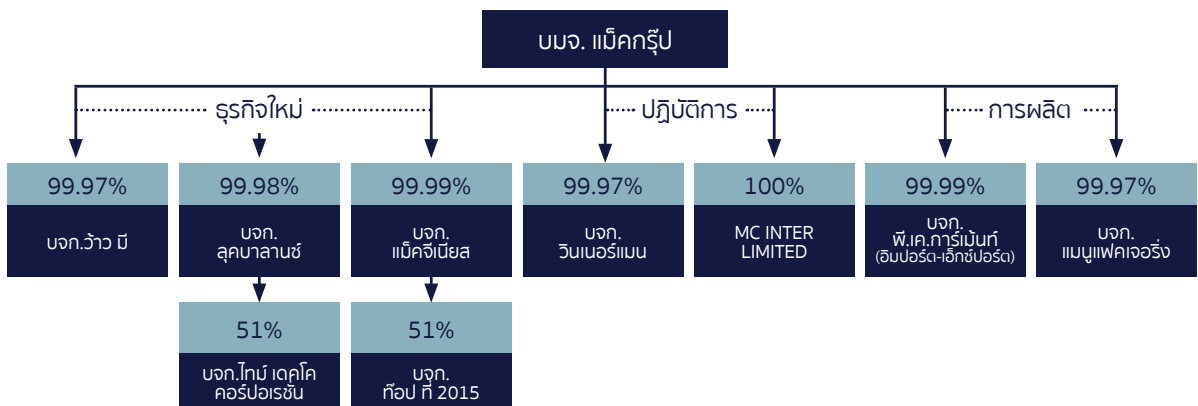 บมจ. แม็คกรุ๊ป
ธุรกิจใหม่
ปฏิบัติการ
การผลิต
99.97%
99.98%
99.99%
99.97%
100%
99.99%
99.97%
บจก.ว้าว มี
บจก.
ลุคบาลานซ์
บจก.
แม็คจีเนียส
บจก.
วินเนอร์แมน
MC INTER
LIMITED
บจก.
พี.เค.การ์เม้นท์
(อิมปอร์ต-เอ็กซ์ปอร์ต)
บจก.
แมนูแฟคเจอริ่ง
51%
51%
บจก.ไทม์ เดคโค
คอร์ปอเรชั่น
บจก.
ท๊อป ที 2015